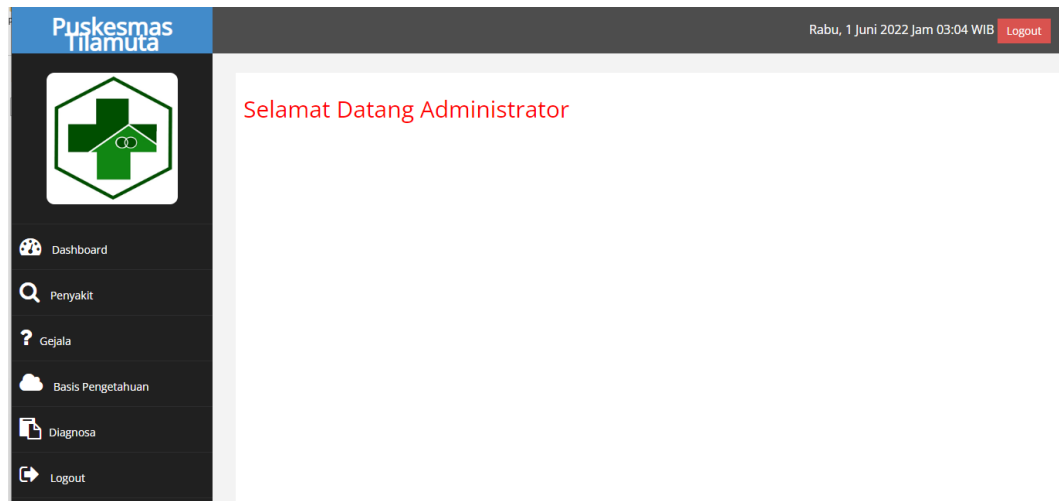 Puskesmas
Tilamuta
Rabu, 1 Juni 2022 Jam 03:04 WIB Logout
Selamat Datang Administrator
Dashboard
Penyakit
? Gejala
Basis Pengetahuan
Diagnosa
Logout